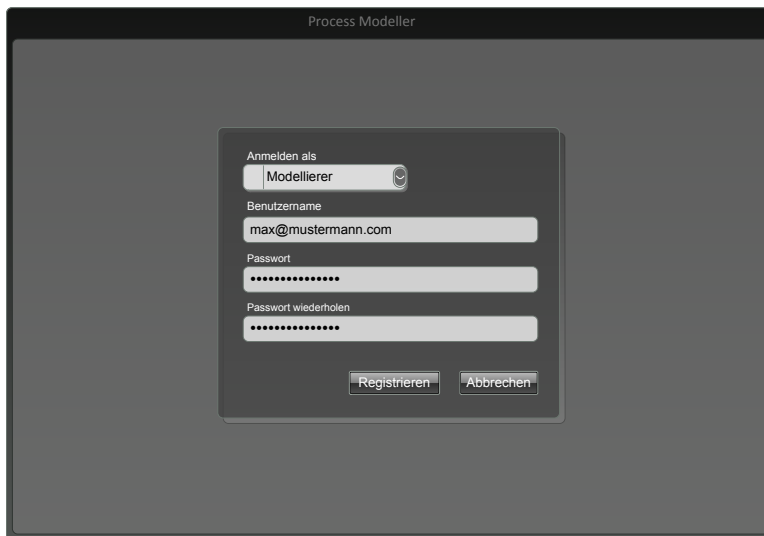 Process Modeller
Anmelden als
Modellierer
Benutzername
max@mustermann.com
Passwort
•••••••••••••••
Passwort wiederholen
•••••••••••••••
Registrieren Abbrechen